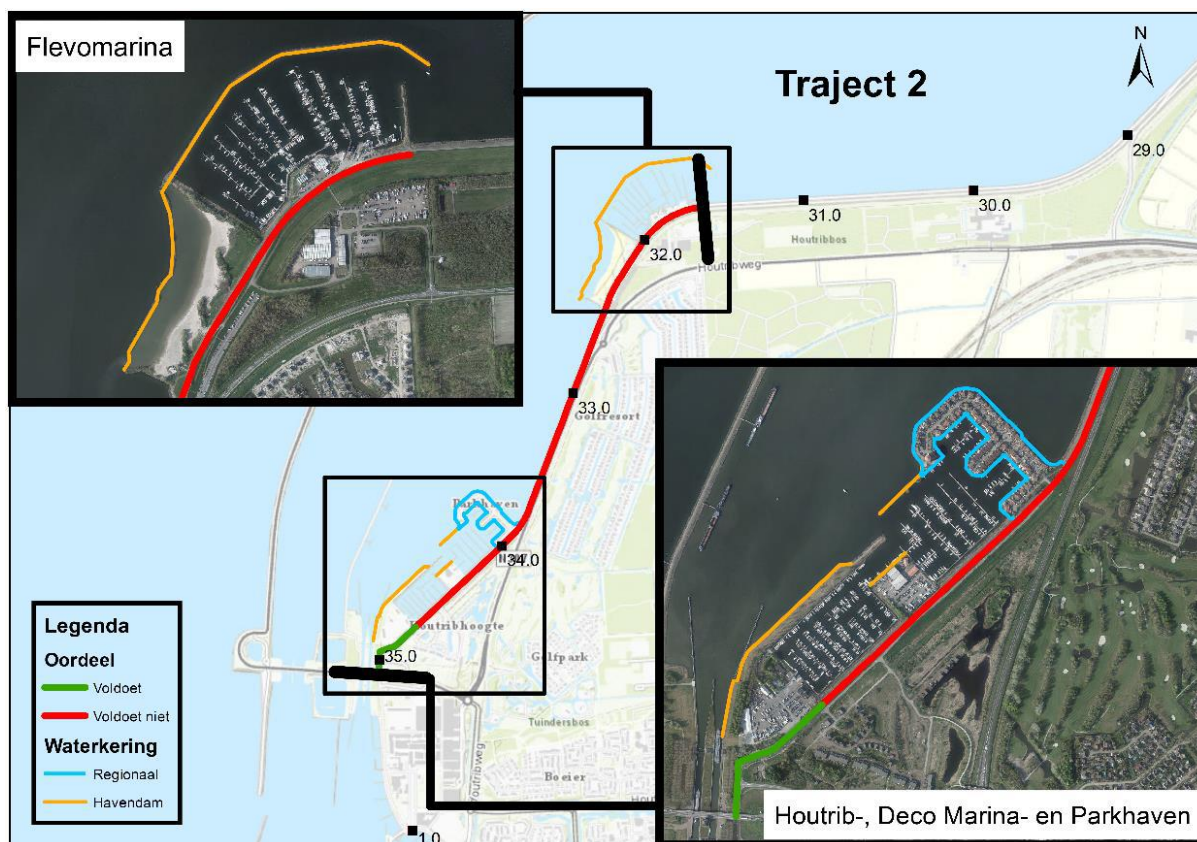 Flevomarina
N
Traject 2
29.0
30.0
31.0
Houtribbos
32.0
Houtribweg
33.0
Golfresort
Parkhaven
34.0
Houtribhoogte
35.0
Golfpark
Tuindersbos
Houtribweg
Boeier
1.0
Legenda
Oordeel
Voldoet
Voldoet niet
Waterkering
Regionaal
Havendam
Houtrib-, Deco Marina- en Parkhaven